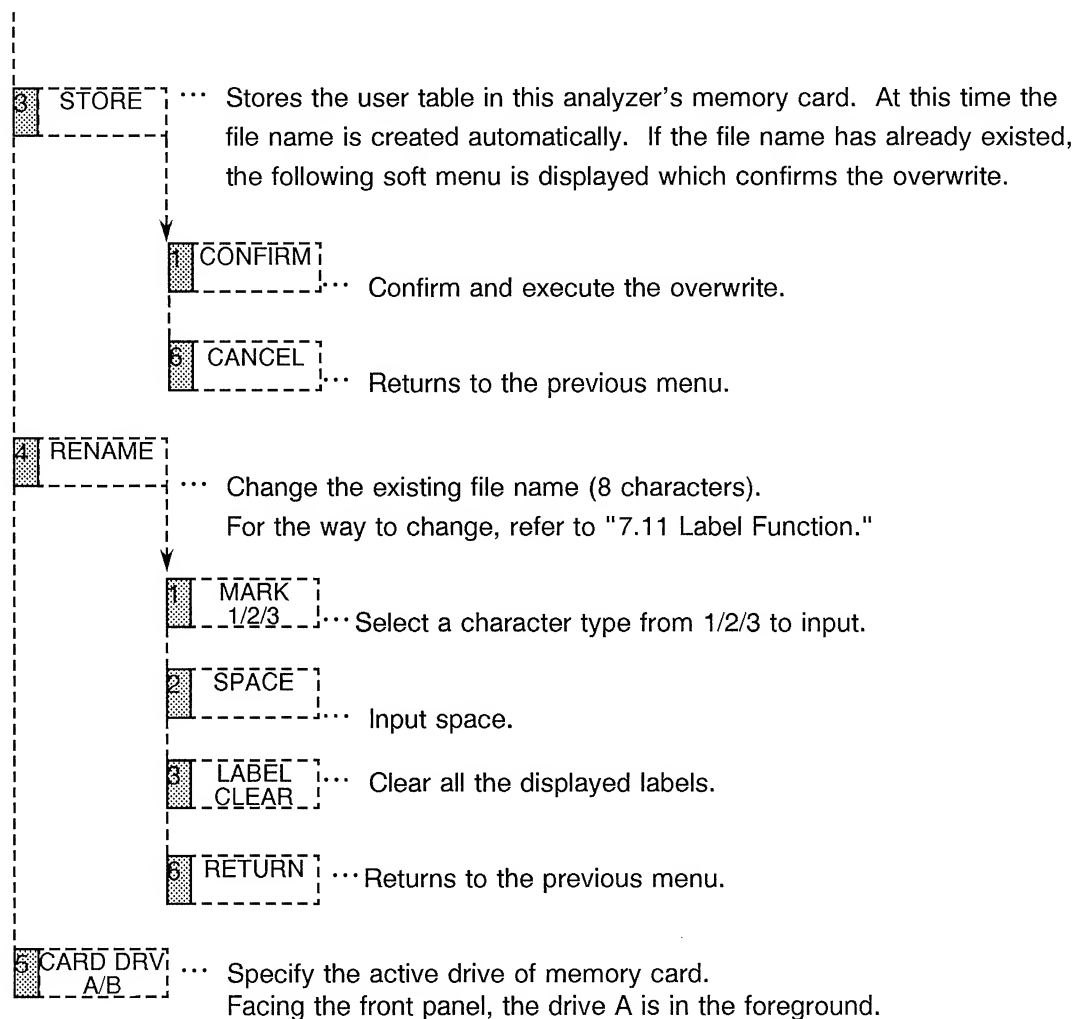 3 STORE ··· Stores the user table in this analyzer's memory card. At this time the
file name is created automatically. If the file name has already existed,
the following soft menu is displayed which confirms the overwrite.
1 CONFIRM
··· Confirm and execute the overwrite.
6 CANCEL
··· Returns to the previous menu.
4 RENAME
··· Change the existing file name (8 characters).
For the way to change, refer to "7.11 Label Function."
1 MARK
1/2/3 ··· Select a character type from 1/2/3 to input.
2 SPACE
··· Input space.
3 LABEL ··· Clear all the displayed labels.
CLEAR
6 RETURN ··· Returns to the previous menu.
5 CARD DRV ··· Specify the active drive of memory card.
A/B
Facing the front panel, the drive A is in the foreground.